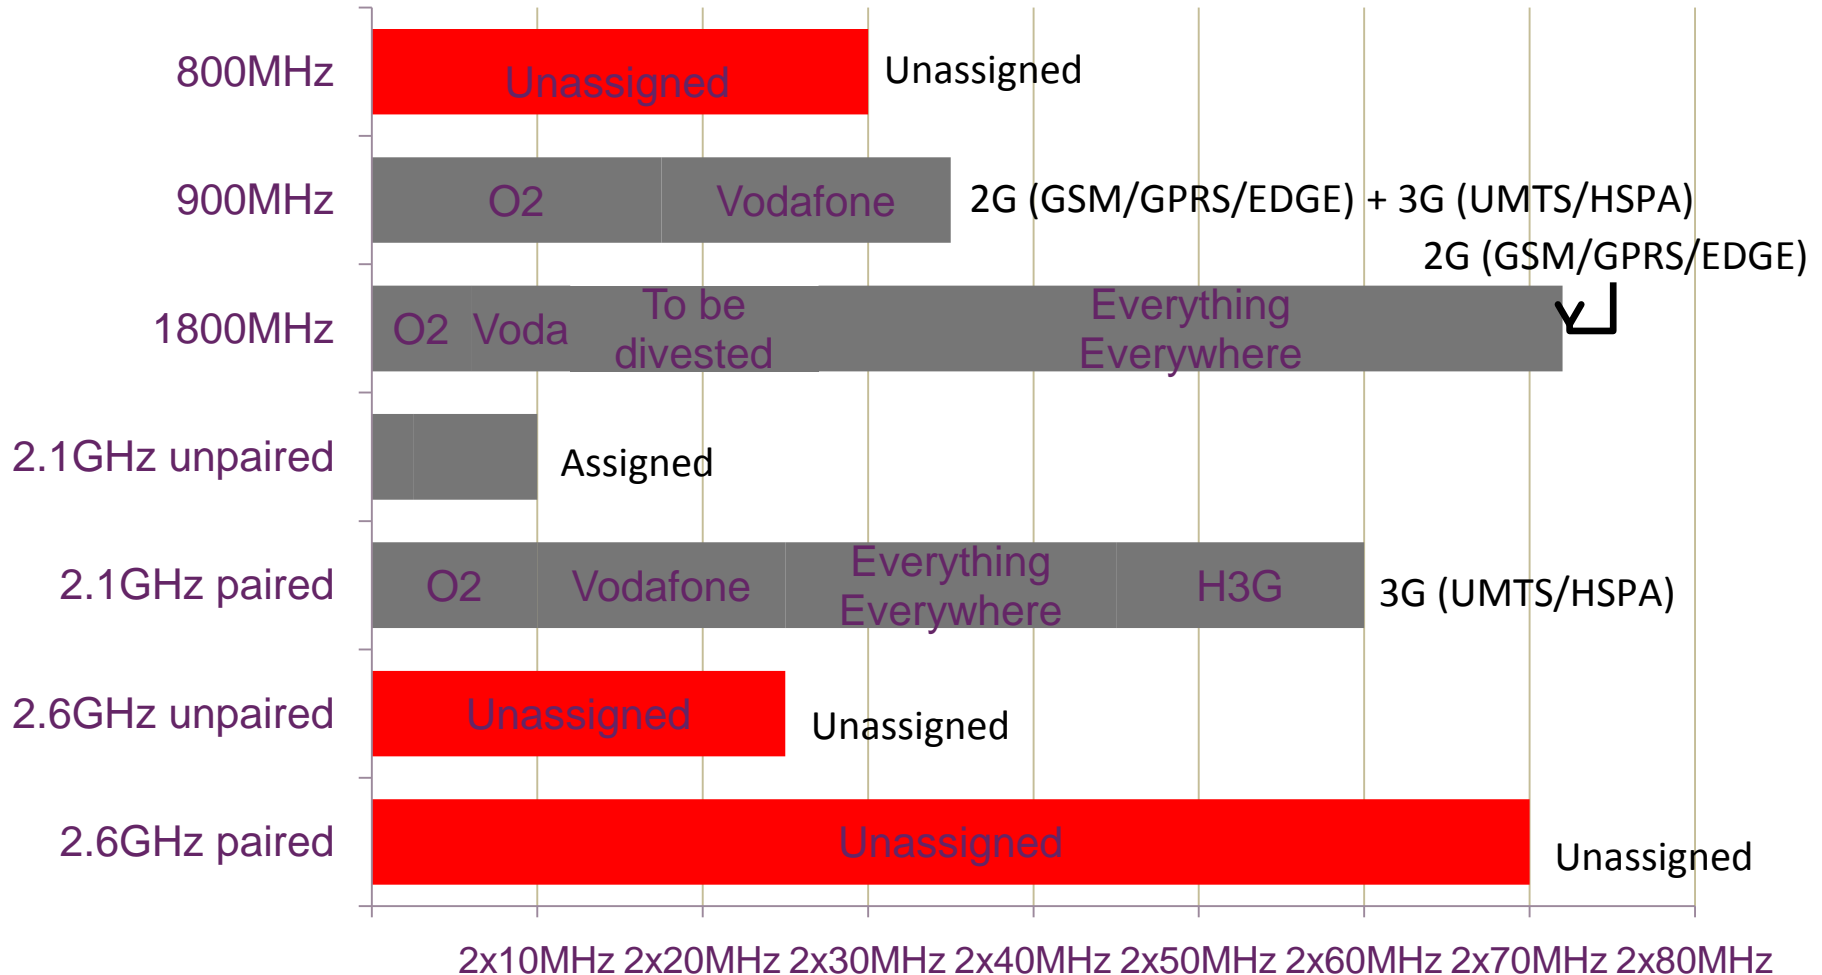 800MHz
Unassigned
Unassigned
900MHz
O2
Vodafone
2G (GSM/GPRS/EDGE) + 3G (UMTS/HSPA)
2G (GSM/GPRS/EDGE)
1800MHz
O2
Voda
To be
divested
Everything
Everywhere
2.1GHz unpaired
Assigned
2.1GHz paired
O2
Vodafone
Everything
Everywhere
H3G
3G (UMTS/HSPA)
2.6GHz unpaired
Unassigned
Unassigned
2.6GHz paired
Unassigned
Unassigned
2x10MHz 2x20MHz 2x30MHz 2x40MHz 2x50MHz 2x60MHz 2x70MHz 2x80MHz